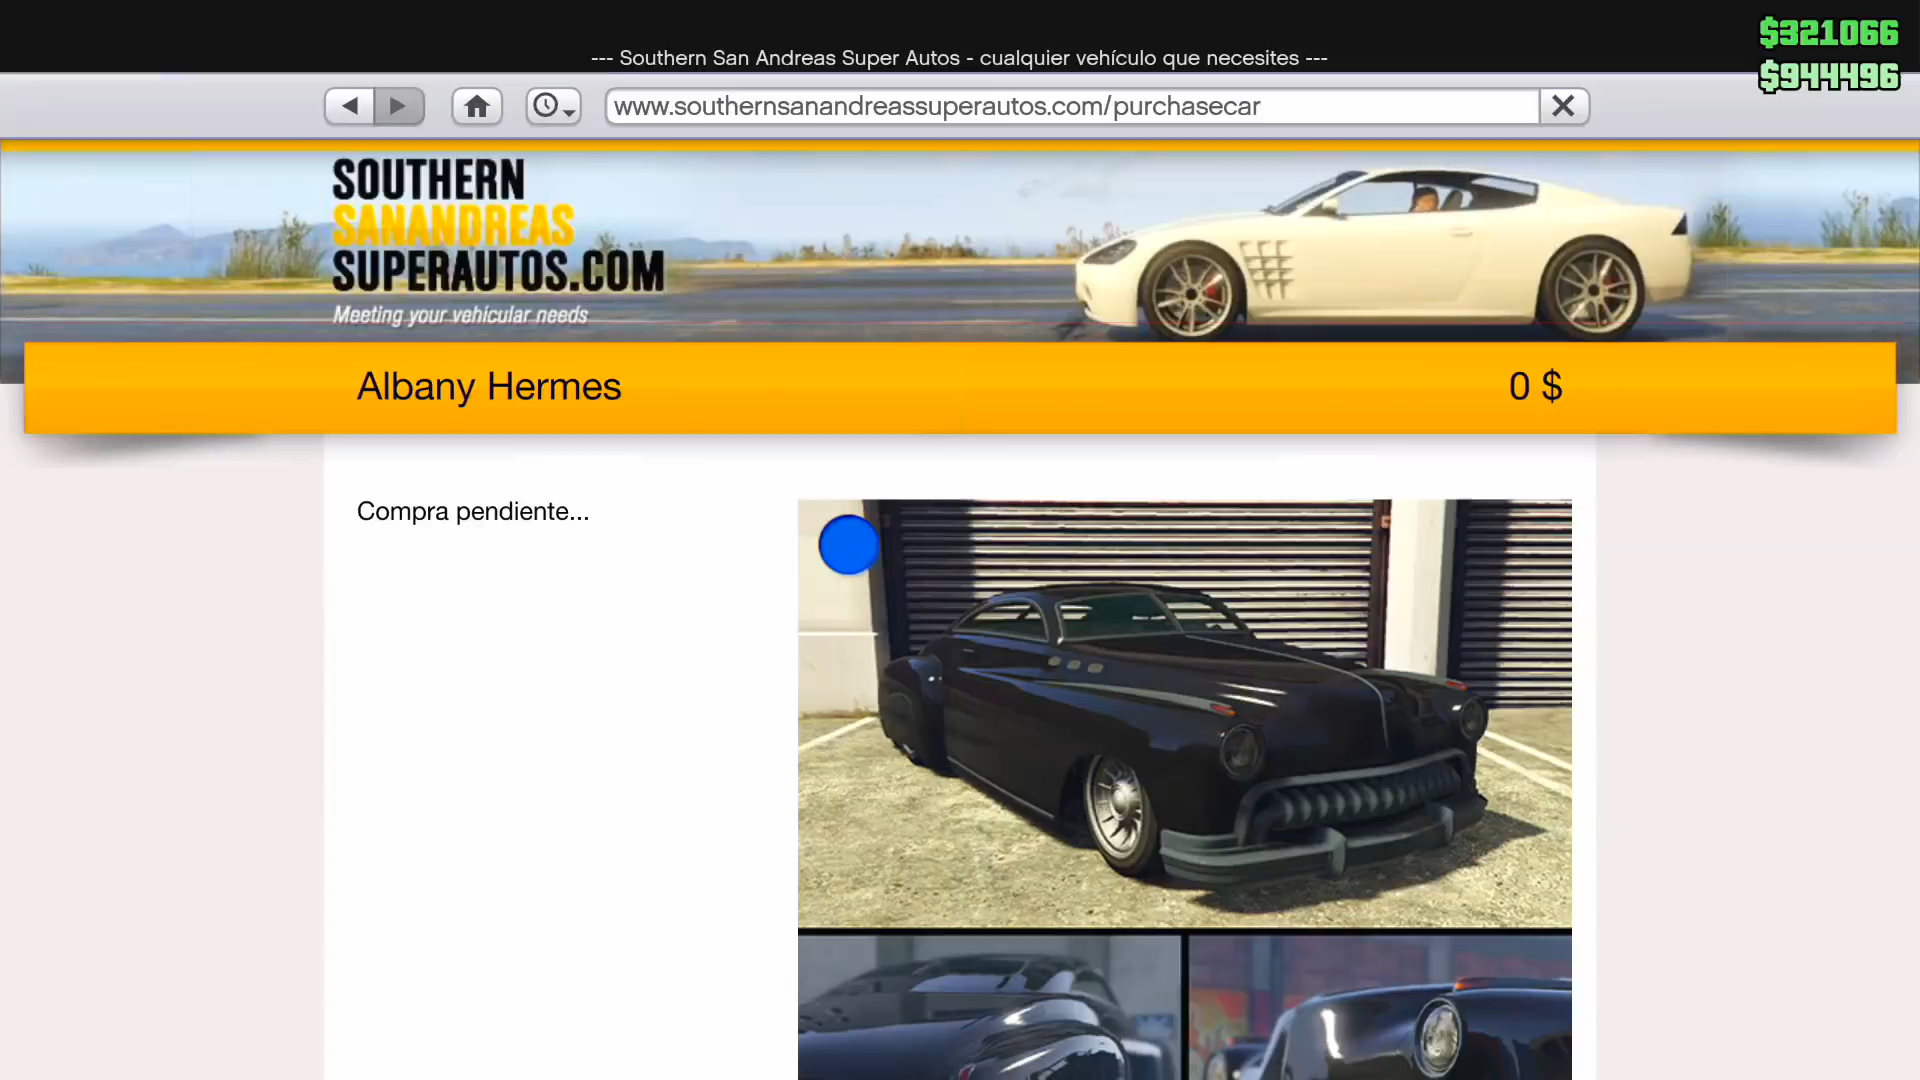 $321066
--- Southern San Andreas Super Autos - cualquier vehículo que necesites ---
$944496
www.southernsanandreassuperautos.com/purchasecar
SOUTHERN
SANANDREAS
SUPERAUTOS.COM
Meeting your vehicular needs
Albany Hermes
0 $
Compra pendiente...